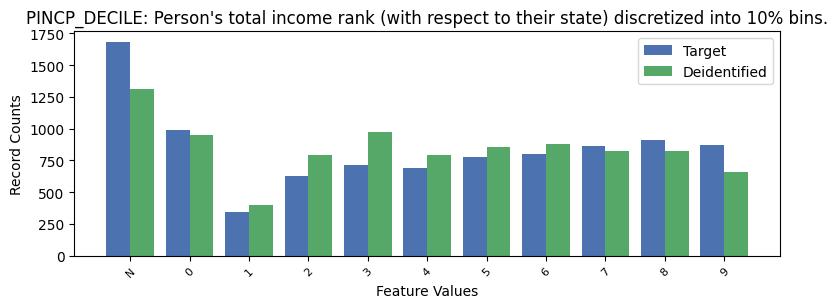 PINCP_DECILE: Person's total income rank (with respect to their state) discretized into 10% bins.
1750
1500
1250
1000
750
500
250
0
Record Counts
Target
Deidentified
N 0 1 2 3 4 5 6 7 8 9
Feature Values